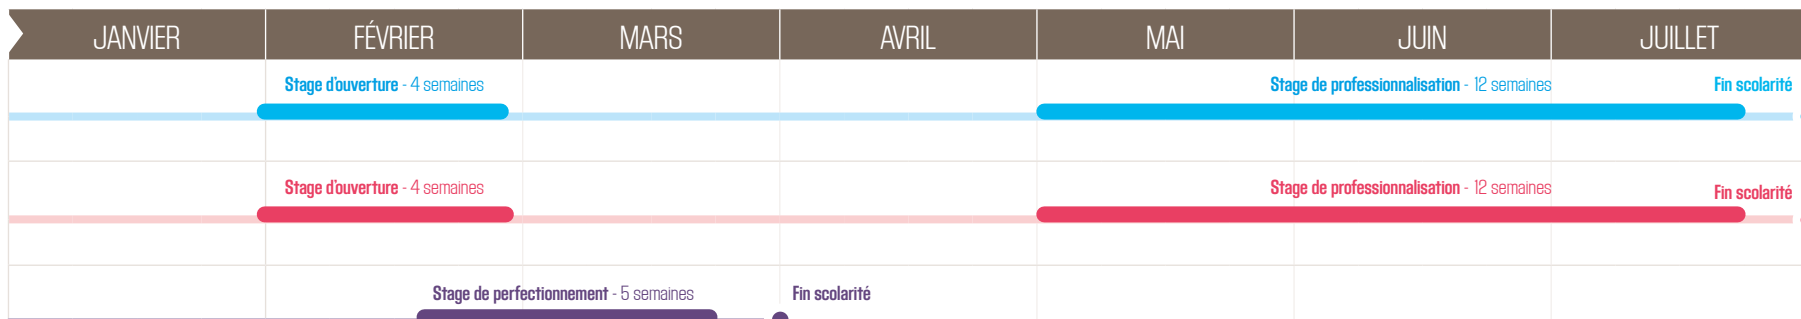 JANVIER FÉVRIER MARS AVRIL MAI JUIN JUILLET
Stage d'ouverture - 4 semaines Stage de professionnalisation - 12 semaines Fin scolarité
Stage d'ouverture - 4 semaines Stage de professionnalisation - 12 semaines Fin scolarité
Stage de perfectionnement - 5 semaines Fin scolarité